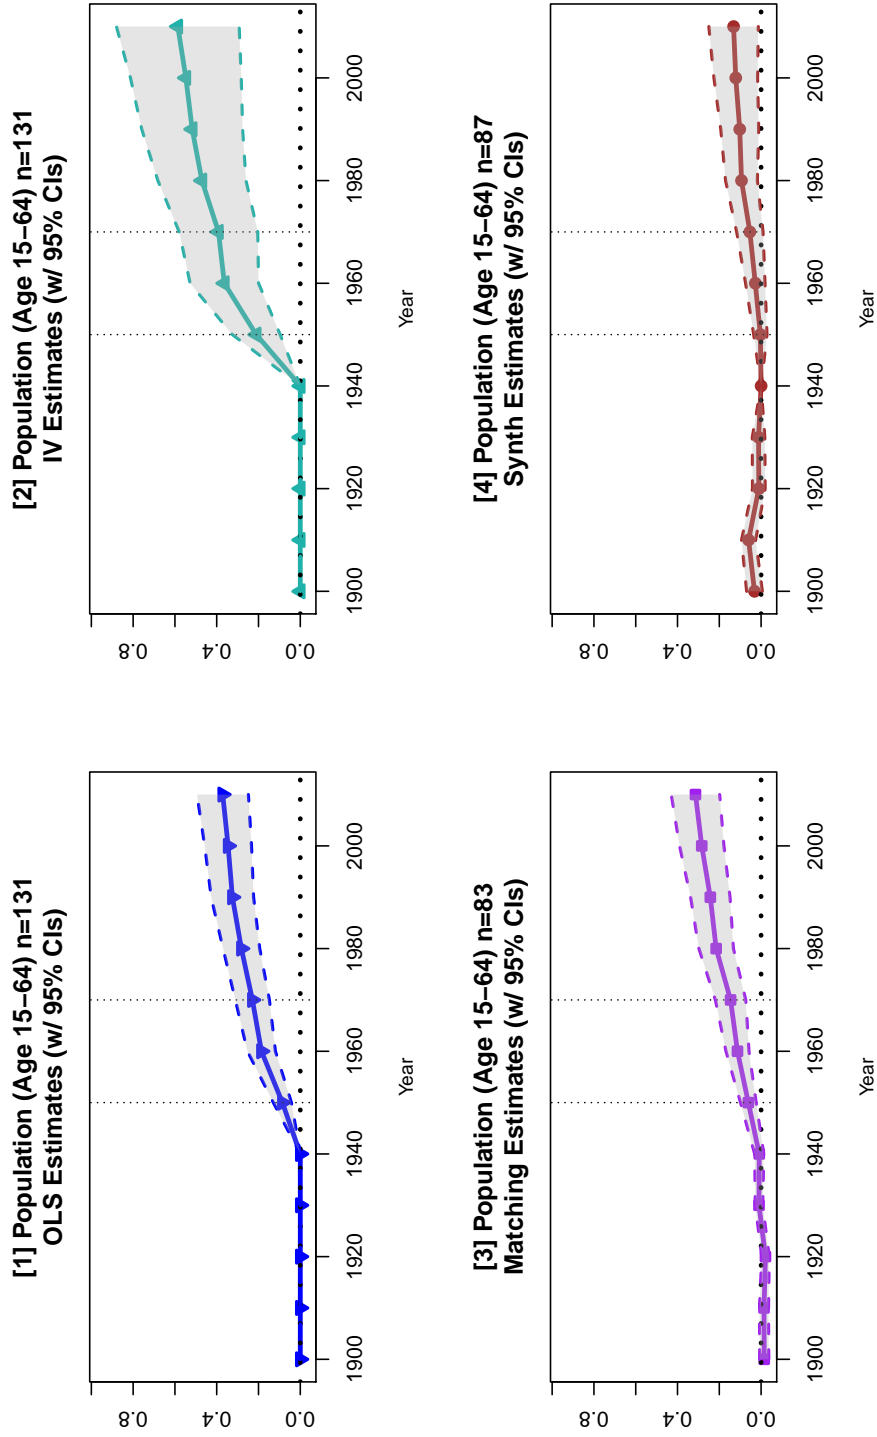 [1] Population (Age 15–64) n=131
OLS Estimates (w/ 95% CIs)
0.0 0.4 0.8
1900 1920 1940 1960 1980 2000
Year
[2] Population (Age 15–64) n=131
IV Estimates (w/ 95% CIs)
0.0 0.4 0.8
1900 1920 1940 1960 1980 2000
Year
[3] Population (Age 15–64) n=83
Matching Estimates (w/ 95% CIs)
0.0 0.4 0.8
1900 1920 1940 1960 1980 2000
Year
[4] Population (Age 15–64) n=87
Synth Estimates (w/ 95% CIs)
0.0 0.4 0.8
1900 1920 1940 1960 1980 2000
Year